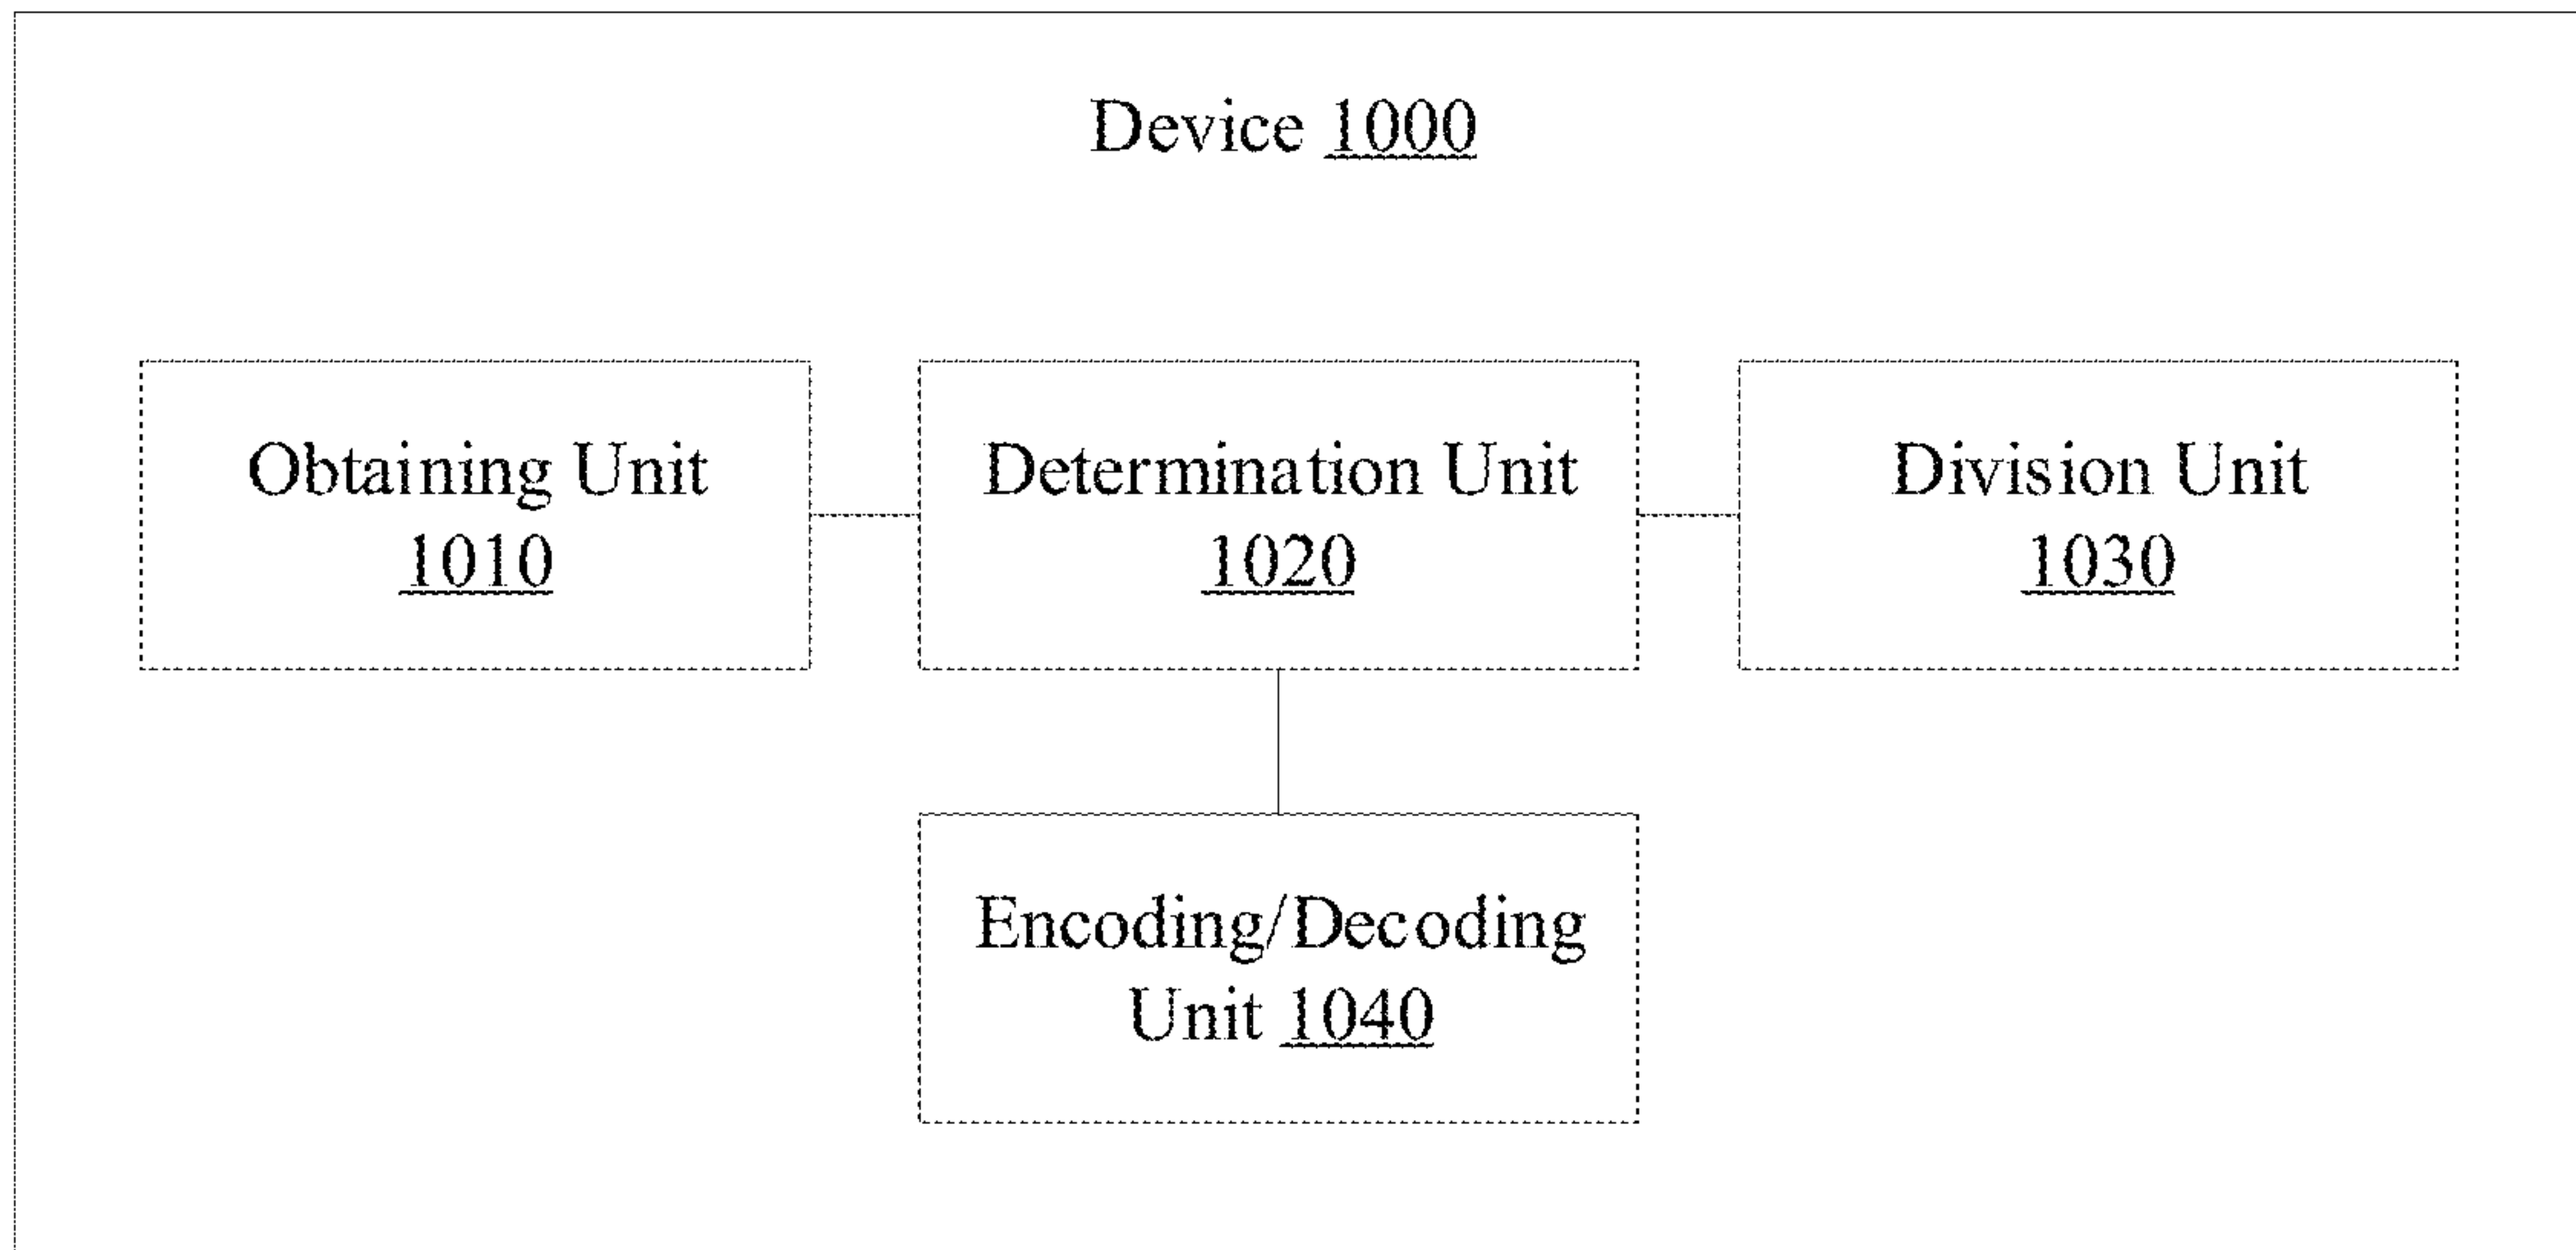 Device 1000
Obtaining Unit
1010
Determination Unit
1020
Division Unit
1030
Encoding/Decoding
Unit 1040